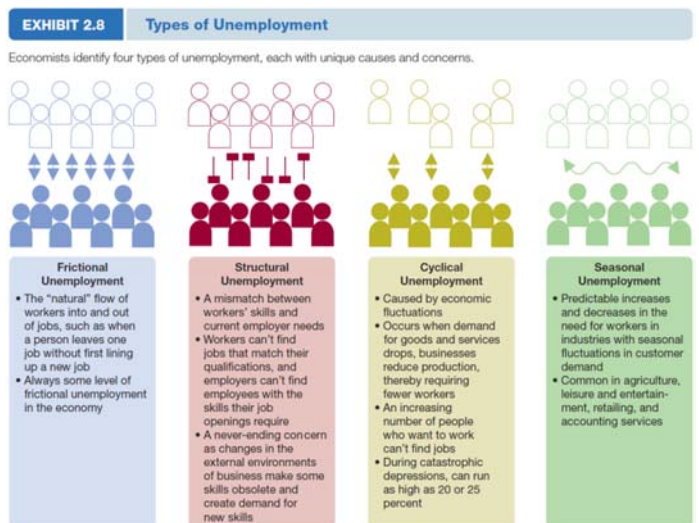 EXHIBIT 2.8
Types of Unemployment
Economists identify four types of unemployment, each with unique causes and concerns.
Frictional
Unemployment
• The “natural” flow of
workers into and out
of jobs, such as when
a person leaves one
job without first lining
up a new job
• Always some level of
frictional unemployment
in the economy
Structural
Unemployment
• A mismatch between
workers’ skills and
current employer needs
• Workers can’t find
jobs that match their
qualifications, and
employers can’t find
employees with the
skills their job
openings require
• A never-ending concern
as changes in the
external environments
of business make some
skills obsolete and
create demand for
new skills
Cyclical
Unemployment
• Caused by economic
fluctuations
• Occurs when demand
for goods and services
drops, businesses
reduce production,
thereby requiring
fewer workers
• An increasing
number of people
who want to work
can’t find jobs
• During catastrophic
depressions, can run
as high as 20 or 25
percent
Seasonal
Unemployment
• Predictable increases
and decreases in the
need for workers in
industries with seasonal
fluctuations in customer
demand
• Common in agriculture,
leisure and entertain-
ment, retailing, and
accounting services